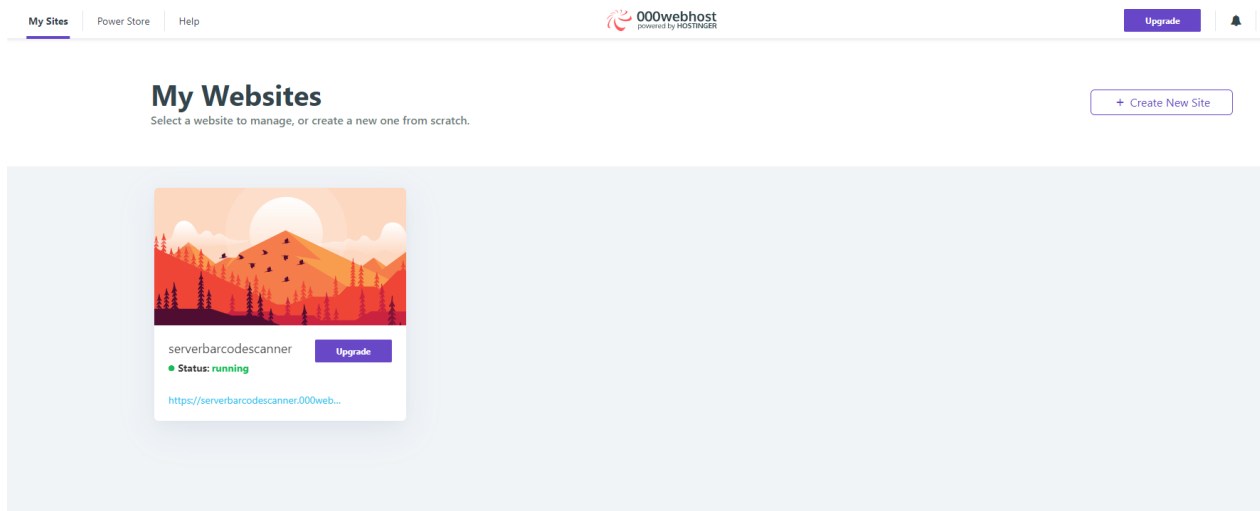 My Sites Power Store Help
000webhost
powered by HOSTINGER
Upgrade
My Websites
Select a website to manage, or create a new one from scratch.
+ Create New Site
serverbarcodescanner
Upgrade
Status: running
https://serverbarcodescanner.000web...